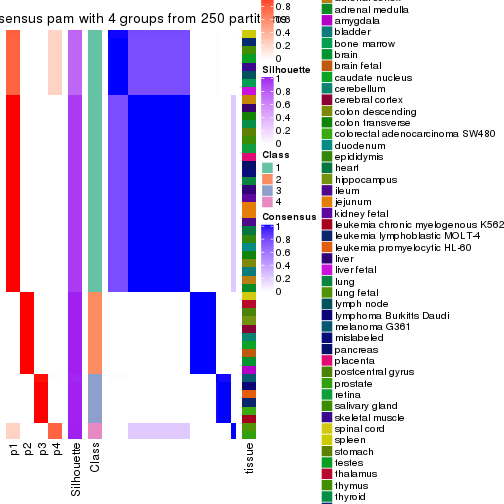 sensus pam with 4 groups from 250 partit
p1
p2
p3
p4
Silhouette
Class
tissue
0.8
0.4
0.2
0
Silhouette
1
0.8
0.6
0.4
0.2
0
Class
1
2
3
4
Consensus
1
0.8
0.6
0.4
0.2
0
adrenal medulla
amygdala
bladder
bone marrow
brain
brain fetal
caudate nucleus
cerebellum
cerebral cortex
colon descending
colon transverse
colorectal adenocarcinoma SW480
duodenum
epididymis
heart
hippocampus
ileum
jejunum
kidney fetal
leukemia chronic myelogenous K562
leukemia lymphoblastic MOLT-4
leukemia promyelocytic HL-60
liver
liver fetal
lung
lung fetal
lymph node
lymphoma Burkitts Daudi
melanoma G361
mislabeled
pancreas
placenta
postcentral gyrus
prostate
retina
salivary gland
skeletal muscle
spinal cord
spleen
stomach
testes
thalamus
thymus
thyroid